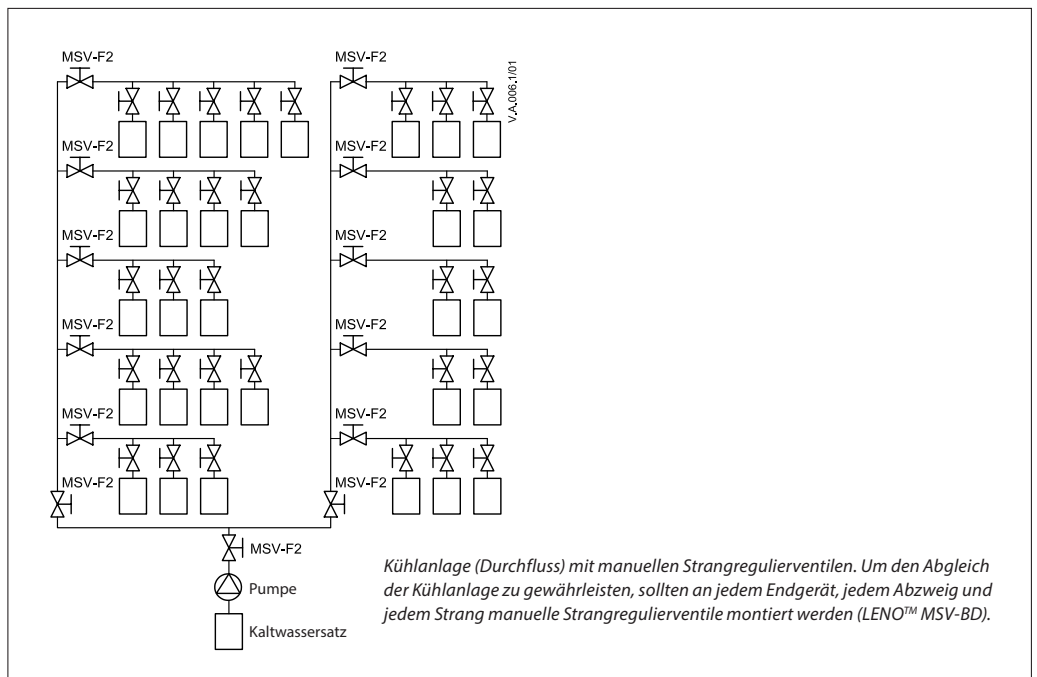 MSV-F2
MSV-F2
V.A.006.1/01
MSV-F2
MSV-F2
MSV-F2
MSV-F2
MSV-F2
MSV-F2
MSV-F2
MSV-F2
MSV-F2
MSV-F2
MSV-F2
Pumpe
Kaltwassersatz
Kühlanlage (Durchfluss) mit manuellen Strangregulierventilen. Um den Abgleich
der Kühlanlage zu gewährleisten, sollten an jedem Endgerät, jedem Abzweig und
jedem Strang manuelle Strangregulierventile montiert werden (LENO™ MSV-BD).